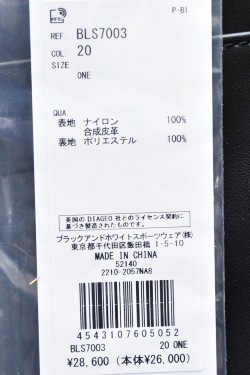 RFID
P-BI
REF. BLS7003
COL. 20
SIZE
ONE
QUA.
表地 ナイロン 100%
合成皮革
裏地 ポリエステル 100%
英国の DIAGEO 社とのライセンス契約に
基づき製造されたものです。
ブラックアンドホワイトスポーツウェア(株)
東京都千代田区飯田橋 1-5-10
MADE IN CHINA
52140
2210-2057NA8
4543107605052
BLS7003 20 ONE
¥28,600 (本体¥26,000)